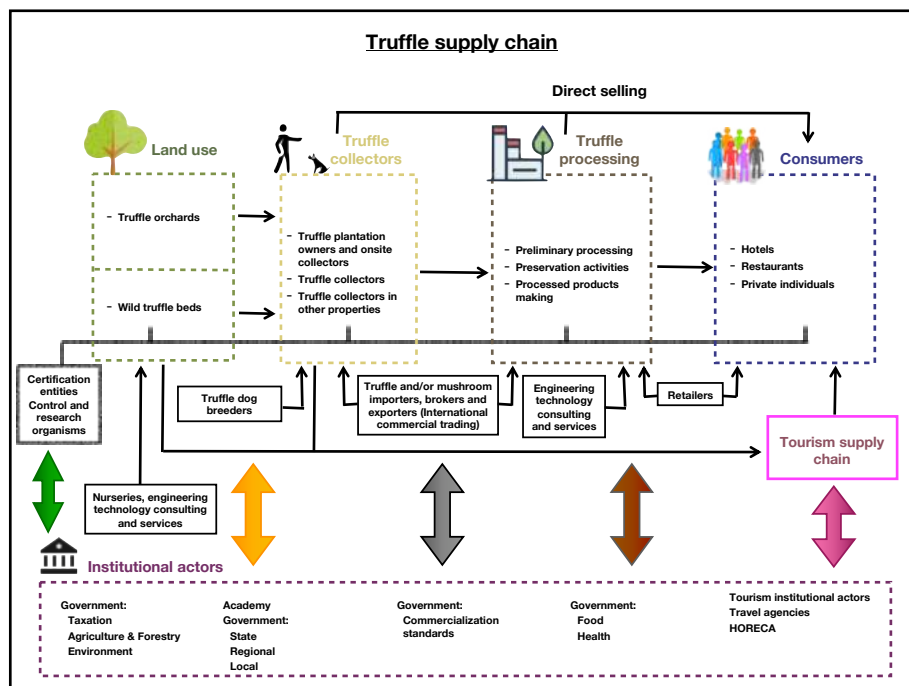 Truffle supply chain
Direct selling
Land use
Truffle
collectors
Truffle
processing
Consumers
- Truffle orchards
- Wild truffle beds
- Truffle plantation
owners and onsite
collectors
- Truffle collectors
- Truffle collectors in
other properties
- Preliminary processing
- Preservation activities
- Processed products
making
- Hotels
- Restaurants
- Private individuals
Certification
entities
Control and
research
organisms
Truffle dog
breeders
Truffle and/or mushroom
importers, brokers and
exporters (International
commercial trading)
Engineering
technology
consulting
and services
Retailers
Tourism supply
chain
Nurseries, engineering
technology consulting
and services
Institutional actors
Government:
Taxation
Agriculture & Forestry
Environment
Academy
Government:
State
Regional
Local
Government:
Commercialization
standards
Government:
Food
Health
Tourism institutional actors
Travel agencies
HORECA